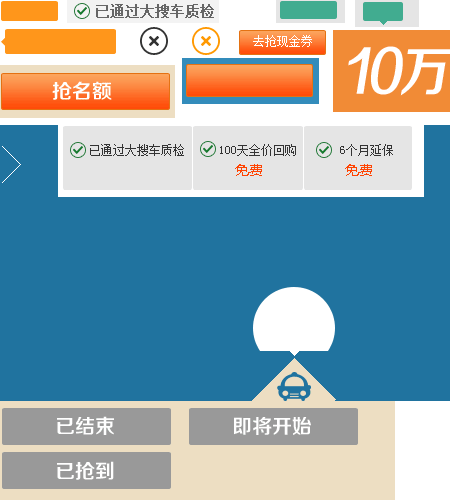 已通过大搜车质检
去抢现金券
10万
抢名额
已通过大搜车质检
100天全价回购
免费
6个月延保
免费
已结束
即将开始
已抢到